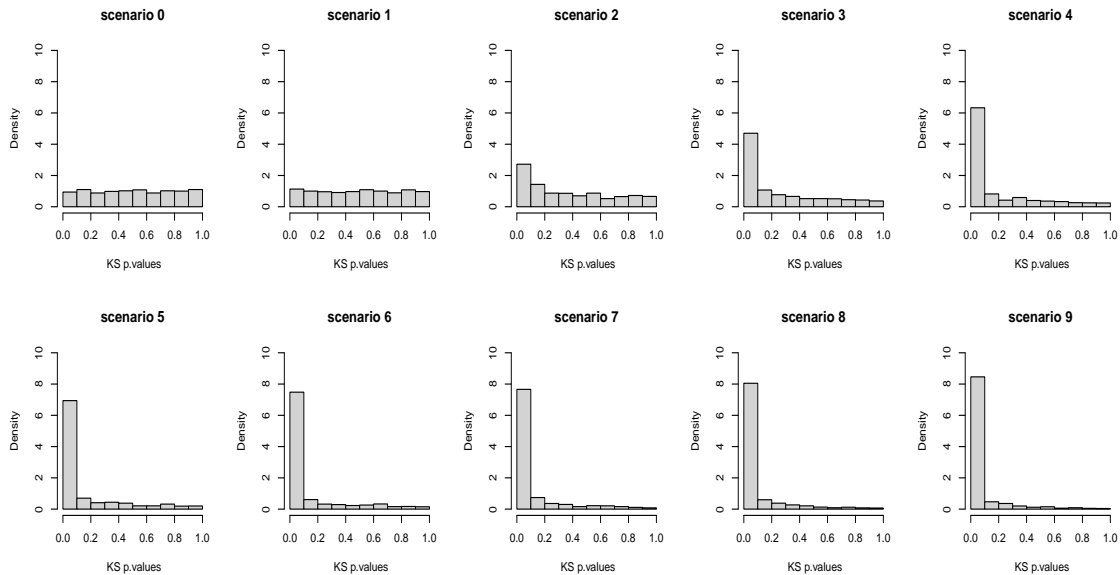 scenario 0 scenario 1 scenario 2 scenario 3 scenario 4
Density Density Density Density Density
10 10 10 10 10
8 8 8 8 8
6 6 6 6 6
4 4 4 4 4
2 2 2 2 2
0 0 0 0 0
0.0 0.2 0.4 0.6 0.8 1.0 0.0 0.2 0.4 0.6 0.8 1.0 0.0 0.2 0.4 0.6 0.8 1.0 0.0 0.2 0.4 0.6 0.8 1.0 0.0 0.2 0.4 0.6 0.8 1.0
KS p.values KS p.values KS p.values KS p.values KS p.values
scenario 5 scenario 6 scenario 7 scenario 8 scenario 9
Density Density Density Density Density
10 10 10 10 10
8 8 8 8 8
6 6 6 6 6
4 4 4 4 4
2 2 2 2 2
0 0 0 0 0
0.0 0.2 0.4 0.6 0.8 1.0 0.0 0.2 0.4 0.6 0.8 1.0 0.0 0.2 0.4 0.6 0.8 1.0 0.0 0.2 0.4 0.6 0.8 1.0 0.0 0.2 0.4 0.6 0.8 1.0
KS p.values KS p.values KS p.values KS p.values KS p.values